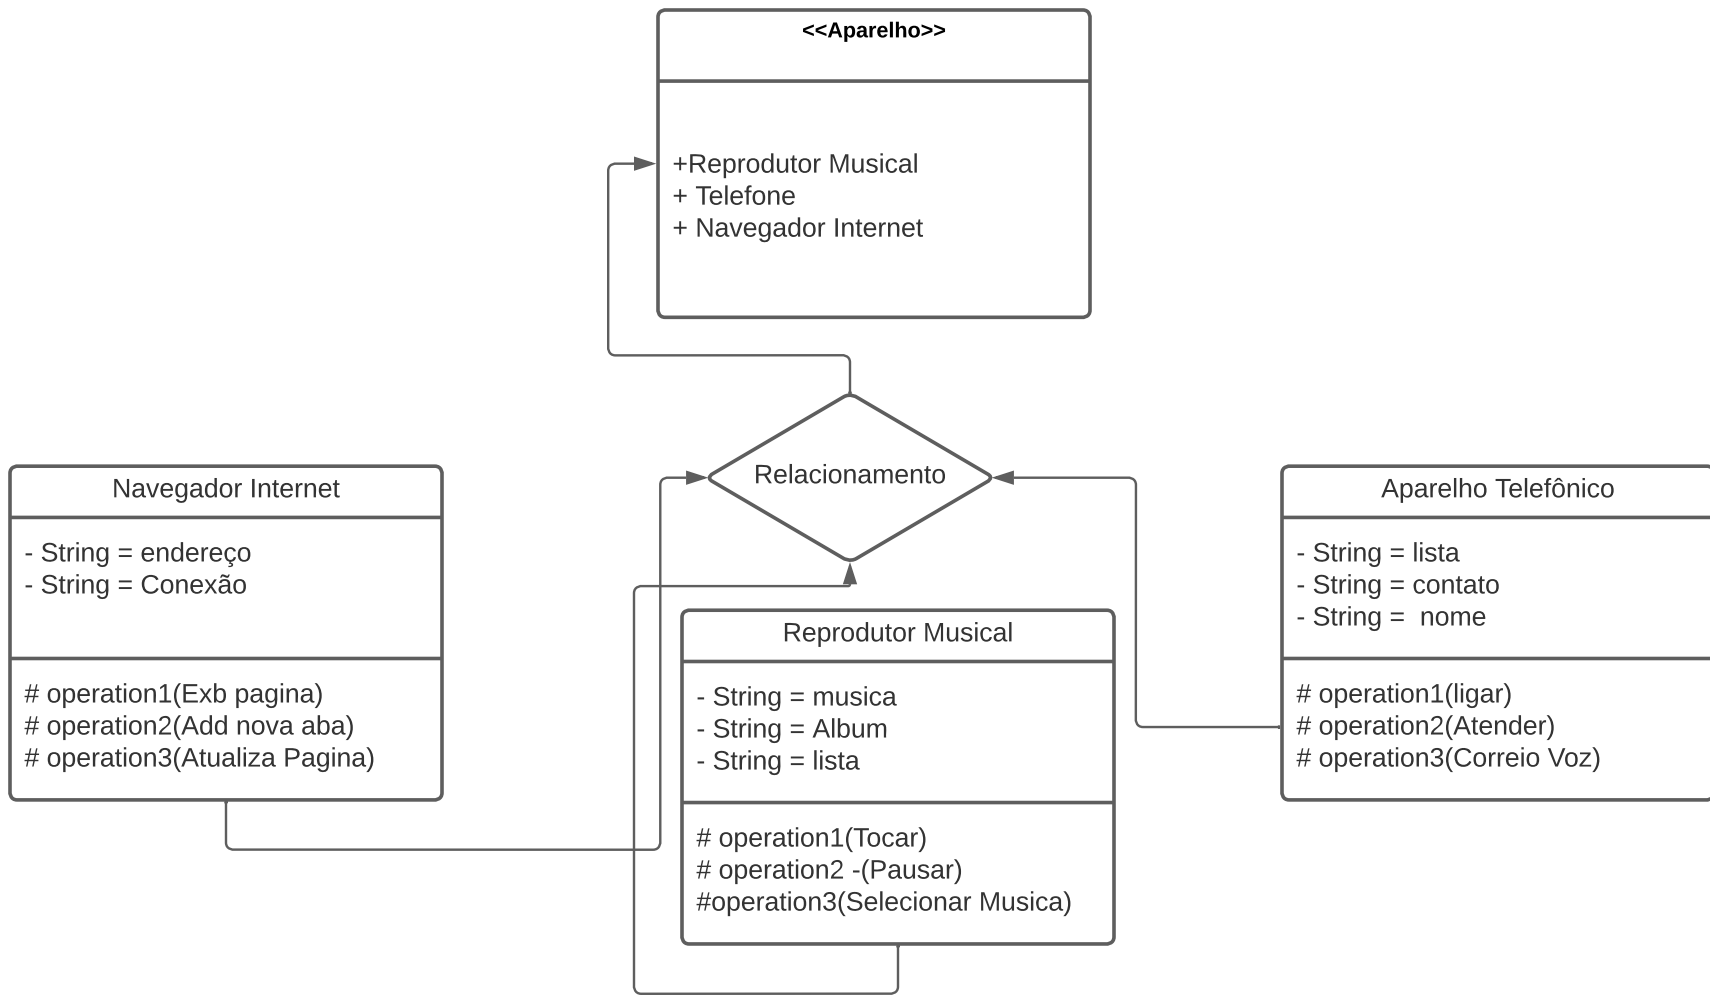 <<Aparelho>>
+Reprodutor Musical
+ Telefone
+ Navegador Internet
Relacionamento
Navegador Internet
- String = endereço
- String = Conexão
# operation1(Exb pagina)
# operation2(Add nova aba)
# operation3(Atualiza Pagina)
Reprodutor Musical
- String = musica
- String = Album
- String = lista
# operation1(Tocar)
# operation2 -(Pausar)
#operation3(Selecionar Musica)
Aparelho Telefônico
- String = lista
- String = contato
- String =  nome
# operation1(ligar)
# operation2(Atender)
# operation3(Correio Voz)